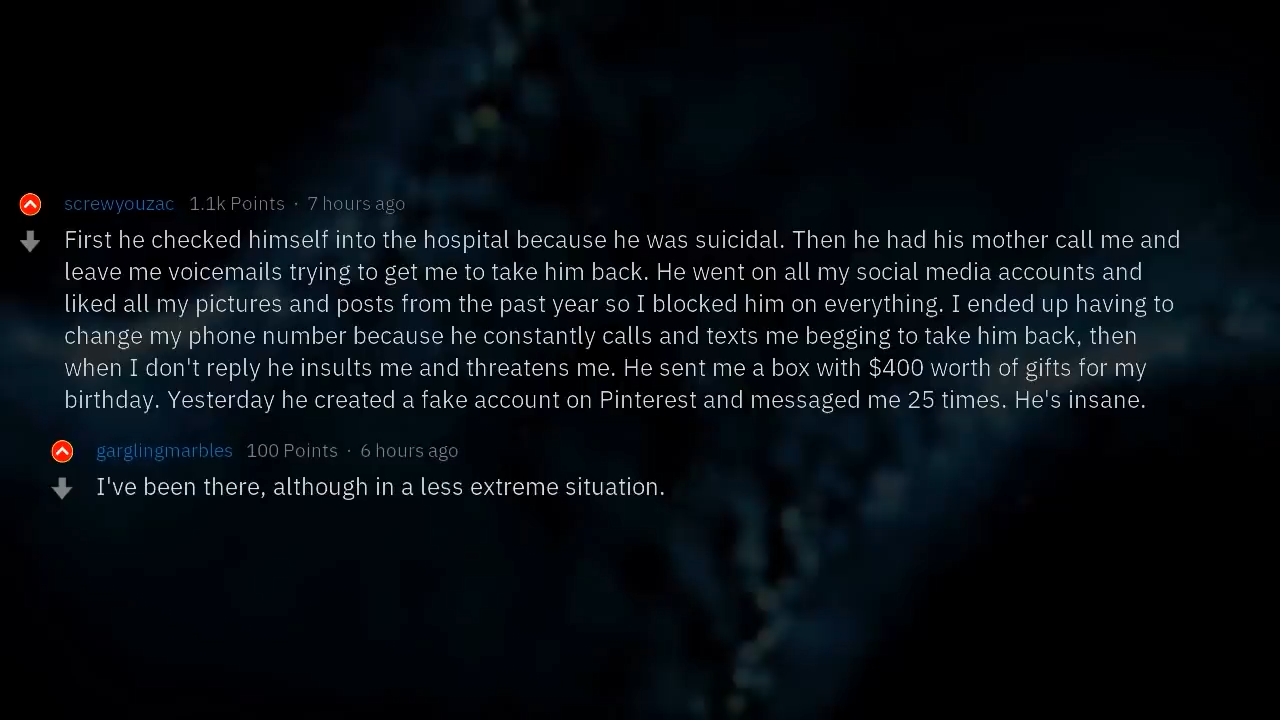 screwyouzac 1.1k Points · 7 hours ago
First he checked himself into the hospital because he was suicidal. Then he had his mother call me and
leave me voicemails trying to get me to take him back. He went on all my social media accounts and
liked all my pictures and posts from the past year so I blocked him on everything. I ended up having to
change my phone number because he constantly calls and texts me begging to take him back, then
when I don't reply he insults me and threatens me. He sent me a box with $400 worth of gifts for my
birthday. Yesterday he created a fake account on Pinterest and messaged me 25 times. He's insane.
garglingmarbles 100 Points · 6 hours ago
I've been there, although in a less extreme situation.